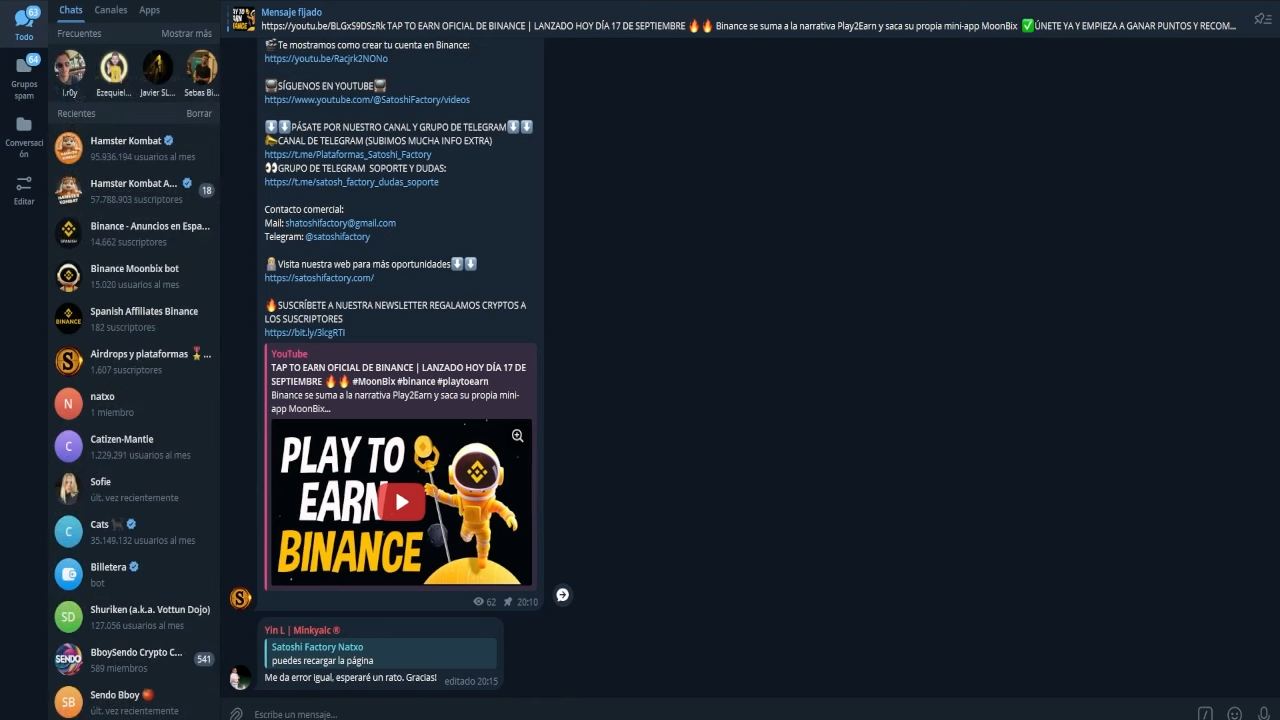 63
Todo
64
Grupos
spam
Conversaci
ón
Editar
Chats
Canales
Apps
Frecuentes
Mostrar más
l.r0y
Ezequiel...
Javier SL...
Sebas Bi...
Recientes
Borrar
Hamster Kombat
95.936.194 usuarios al mes
Hamster Kombat A...
57.788.903 suscriptores
18
Binance - Anuncios en Espa...
14.662 suscriptores
Binance Moonbix bot
15.020 usuarios al mes
Spanish Affiliates Binance
182 suscriptores
Airdrops y plataformas 🎖️...
1.607 suscriptores
natxo
1 miembro
Catizen-Mantle
1.229.291 usuarios al mes
Sofie
últ. vez recientemente
Cats 🐈‍⬛
35.149.132 usuarios al mes
Billetera
bot
Shuriken (a.k.a. Vottun Dojo)
127.056 usuarios al mes
BboySendo Crypto C...
589 miembros
541
Sendo Bboy
últ. vez recientemente
Mensaje fijado
https://youtu.be/BLGxS9DSzRk TAP TO EARN OFICIAL DE BINANCE | LANZADO HOY DÍA 17 DE SEPTIEMBRE 🔥🔥 Binance se suma a la narrativa Play2Earn y saca su propia mini-app MoonBix ✅ÚNETE YA Y EMPIEZA A GANAR PUNTOS Y RECOM...
🎬Te mostramos como crear tu cuenta en Binance:
https://youtu.be/Racjrk2NONo
SÍGUENOS EN YOUTUBE
https://www.youtube.com/@SatoshiFactory/videos
⬇️⬇️PÁSATE POR NUESTRO CANAL Y GRUPO DE TELEGRAM⬇️⬇️
📣CANAL DE TELEGRAM (SUBIMOS MUCHA INFO EXTRA)
https://t.me/Plataformas_Satoshi_Factory
👀GRUPO DE TELEGRAM  SOPORTE Y DUDAS:
https://t.me/satosh_factory_dudas_soporte
Contacto comercial:
Mail: shatoshifactory@gmail.com
Telegram: @satoshifactory
Visita nuestra web para más oportunidades⬇️⬇️
https://satoshifactory.com/
🔥SUSCRÍBETE A NUESTRA NEWSLETTER REGALAMOS CRYPTOS A
LOS SUSCRIPTORES
https://bit.ly/3lcgRTI
YouTube
TAP TO EARN OFICIAL DE BINANCE | LANZADO HOY DÍA 17 DE
SEPTIEMBRE 🔥🔥 #MoonBix #binance #playtoearn
Binance se suma a la narrativa Play2Earn y saca su propia mini-
app MoonBix...
PLAY TO
EARN
BINANCE
62
20:10
Yin L | Minkyalc ®
Satoshi Factory Natxo
puedes recargar la página
Me da error igual, esperaré un rato. Gracias!
editado 20:15
Escribe un mensaje...